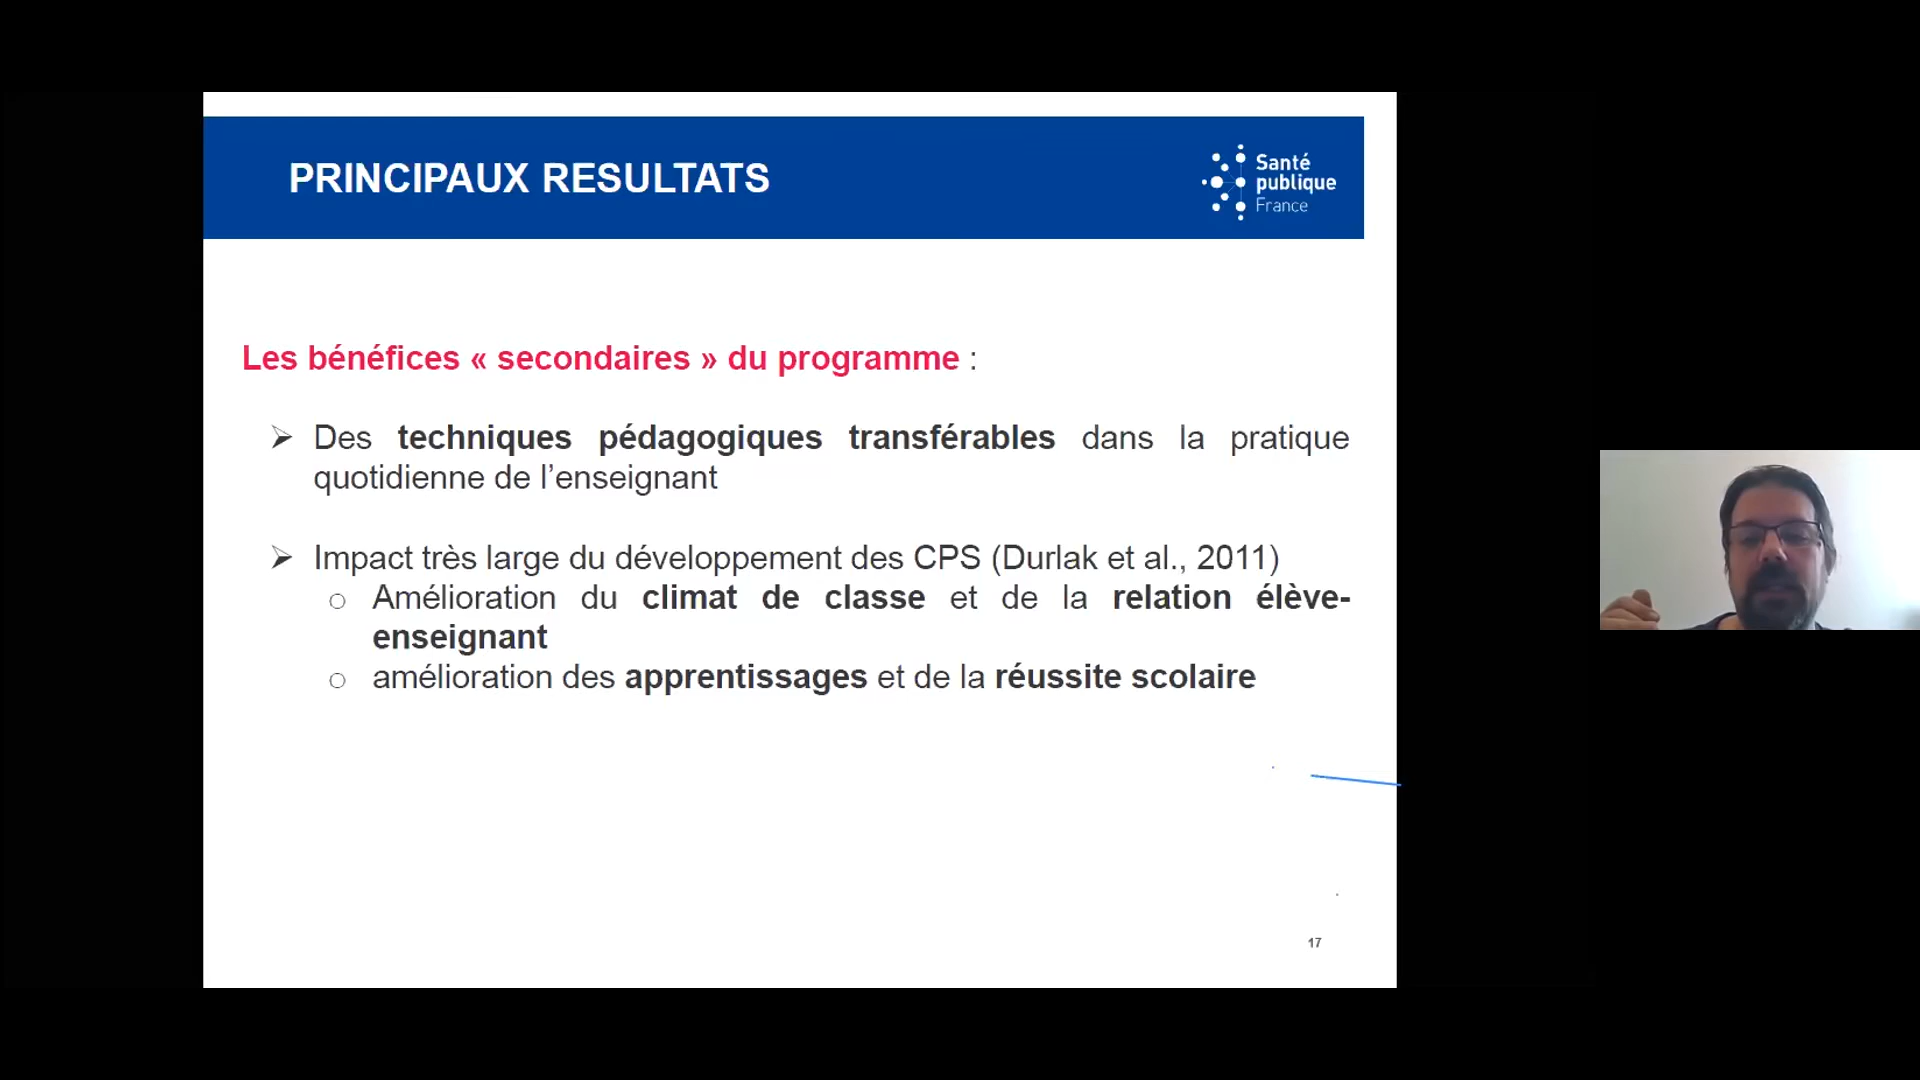 PRINCIPAUX RESULTATS
Santé
publique
France
Les bénéfices « secondaires » du programme :
➢ Des techniques pédagogiques transférables dans la pratique
quotidienne de l’enseignant
➢ Impact très large du développement des CPS (Durlak et al., 2011)
○ Amélioration du climat de classe et de la relation élève-
enseignant
○ amélioration des apprentissages et de la réussite scolaire
17